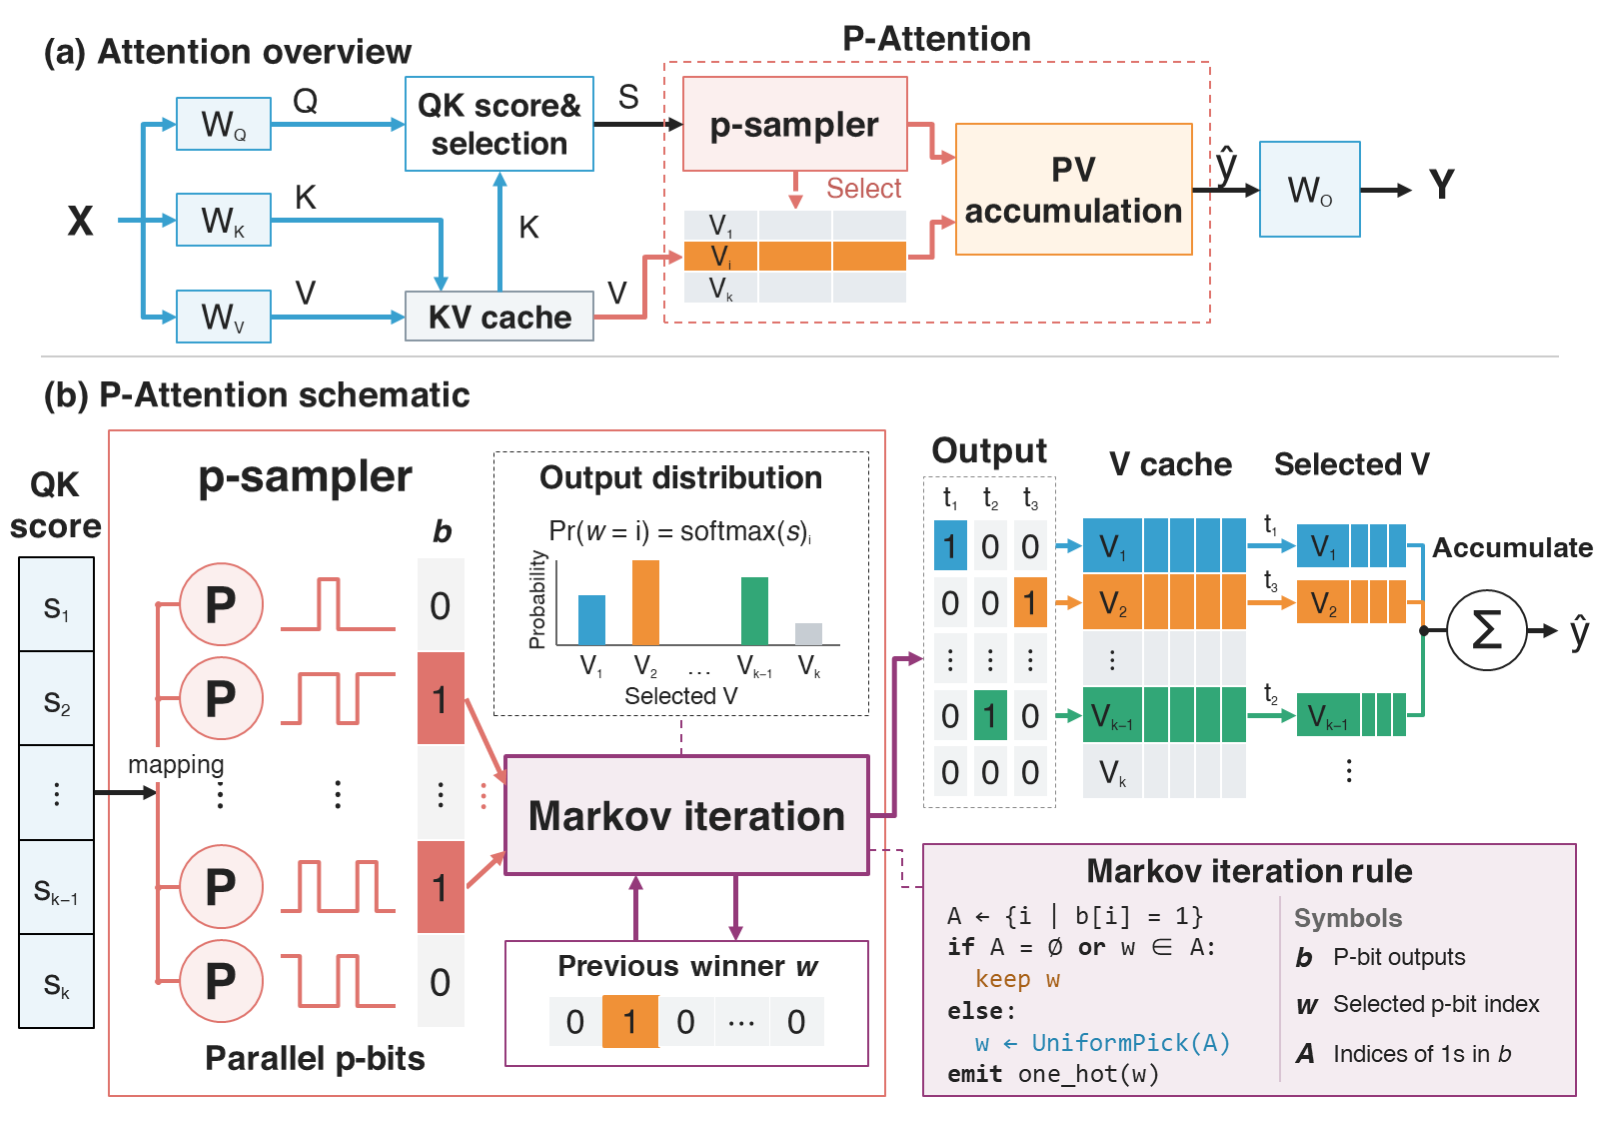 (a) Attention overview
P-Attention
X
W_Q
Q
QK score&
selection
S
p-sampler
Select
W_K
K
K
W_V
V
KV cache
V
V_1
V_i
V_k
PV
accumulation
ŷ
W_O
Y
(b) P-Attention schematic
QK
score
s_1
s_2
⋮
s_{k-1}
s_k
mapping
p-sampler
P
P
⋮
P
P
⋮
Parallel p-bits
b
0
1
⋮
1
0
⋮
Output distribution
Pr(w = i) = softmax(s)_i
Probability
V_1 V_2 … V_{k-1} V_k
Selected V
Markov iteration
Previous winner w
0 1 0 ⋯ 0
Output
t_1 t_2 t_3
1 0 0
0 0 1
⋮ ⋮ ⋮
0 1 0
0 0 0
V cache
V_1
V_2
⋮
V_{k-1}
V_k
t_1
t_3
t_2
Selected V
V_1
V_2
V_{k-1}
⋮
Accumulate
Σ
ŷ
Markov iteration rule
A ← {i | b[i] = 1}
if A = ∅ or w ∈ A:
keep w
else:
w ← UniformPick(A)
emit one_hot(w)
Symbols
b P-bit outputs
w Selected p-bit index
A Indices of 1s in b